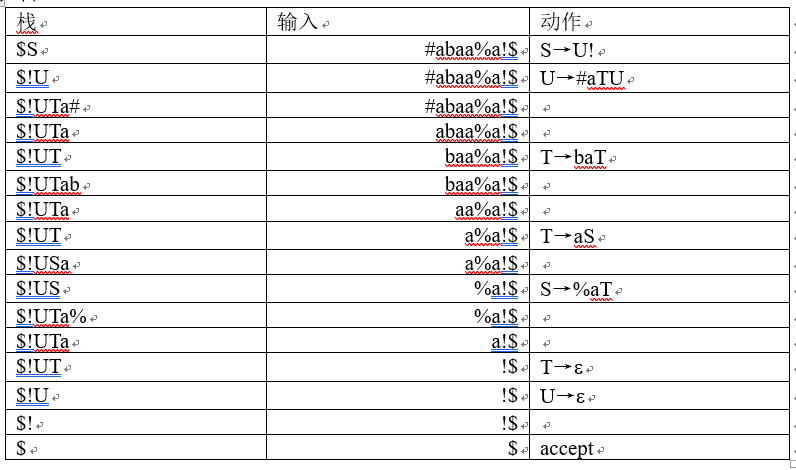 栈 输入 动作
$S #abaa%a!$ S→U!
$!U #abaa%a!$ U→#aTU
$!UTa# #abaa%a!$
$!UTa abaa%a!$
$!UT baa%a!$ T→baT
$!UTab baa%a!$
$!UTa aa%a!$
$!UT a%a!$ T→aS
$!USa a%a!$
$!US %a!$ S→%aT
$!UTa% %a!$
$!UTa a!$
$!UT !$ T→ε
$!U !$ U→ε
$! !$
$ $ accept